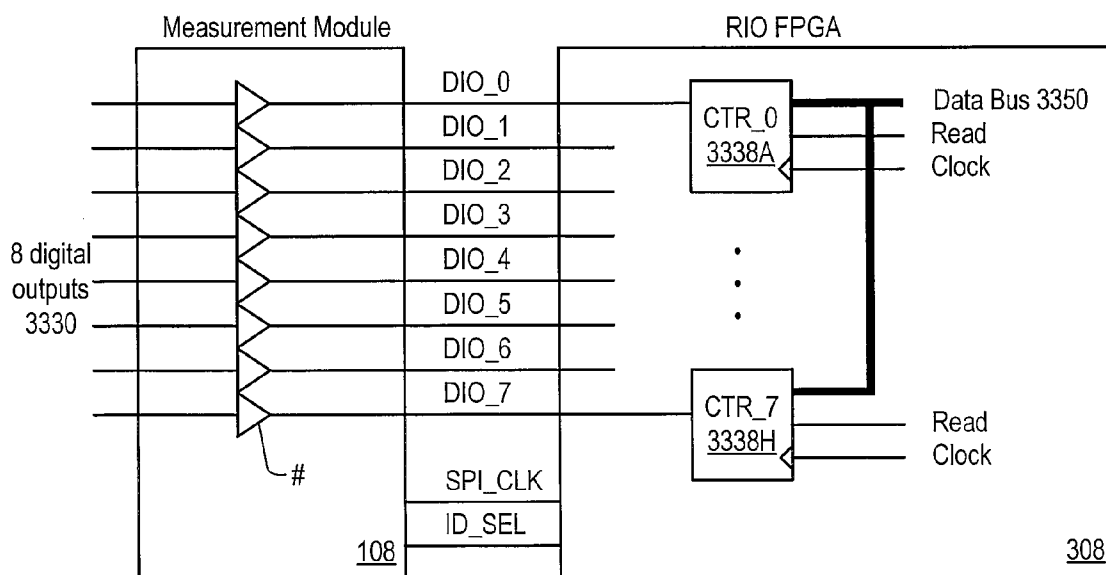 Measurement Module
RIO FPGA
DIO_0
DIO_1
DIO_2
DIO_3
DIO_4
DIO_5
DIO_6
DIO_7
8 digital
outputs
3330
#
SPI_CLK
ID_SEL
108
CTR_0
3338A
Data Bus 3350
Read
Clock
CTR_7
3338H
Read
Clock
308